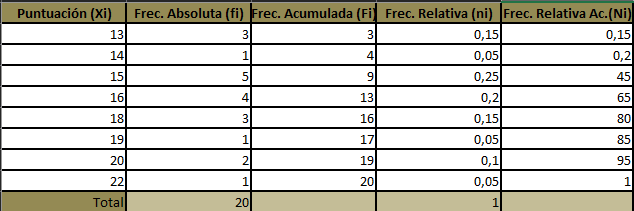 Puntuación (Xi) Frec. Absoluta (fi) Frec. Acumulada (Fi) Frec. Relativa (ni) Frec. Relativa Ac.(Ni)
13 3 3 0,15 0,15
14 1 4 0,05 0,2
15 5 9 0,25 45
16 4 13 0,2 65
18 3 16 0,15 80
19 1 17 0,05 85
20 2 19 0,1 95
22 1 20 0,05 1
Total 20 1